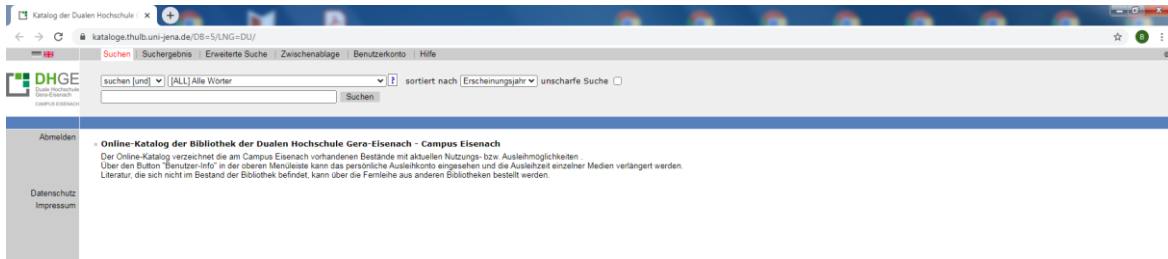 Katalog der Dualen Hochschule
kataloge.thulb.uni-jena.de/DB=5/LNG=DU/
B
Suchen | Suchergebnis | Erweiterte Suche | Zwischenablage | Benutzerkonto | Hilfe
DHGE
Duale Hochschule
Gera-Eisenach
CAMPUS EISENACH
suchen [und] [ALL] Alle Wörter sortiert nach Erscheinungsjahr unscharfe Suche
Suchen
Abmelden
Online-Katalog der Bibliothek der Dualen Hochschule Gera-Eisenach - Campus Eisenach
Der Online-Katalog verzeichnet die am Campus Eisenach vorhandenen Bestände mit aktuellen Nutzungs- bzw. Ausleihmöglichkeiten .
Über den Button "Benutzer-Info" in der oberen Menüleiste kann das persönliche Ausleihkonto eingesehen und die Ausleihzeit einzelner Medien verlängert werden.
Literatur, die sich nicht im Bestand der Bibliothek befindet, kann über die Fernleihe aus anderen Bibliotheken bestellt werden.
Datenschutz
Impressum